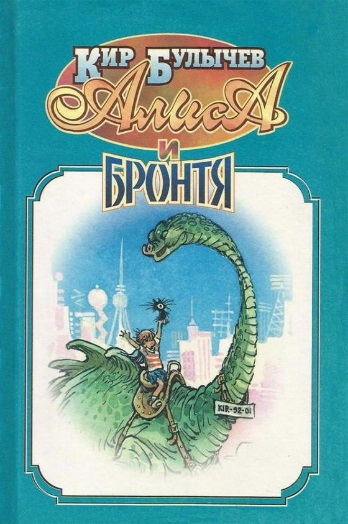 Кир Булычев
АлисА
и
БРОНТЯ
KIR-92-01